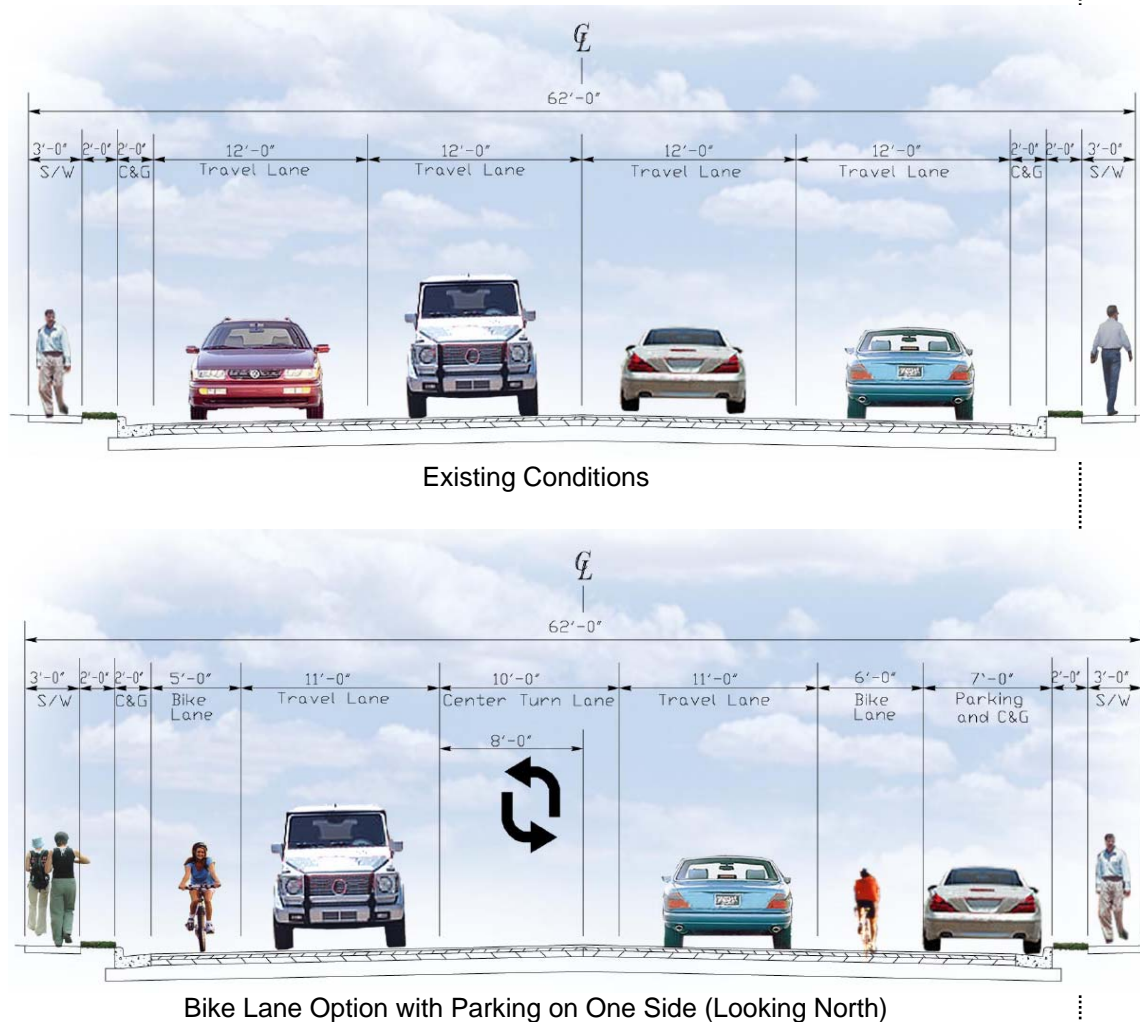 ℄
62'-0"
3'-0" 2'-0" 2'-0" 12'-0" 12'-0" 12'-0" 12'-0" 2'-0" 2'-0" 3'-0"
S/W C&G Travel Lane Travel Lane Travel Lane Travel Lane C&G S/W
Existing Conditions
℄
62'-0"
3'-0" 2'-0" 2'-0" 5'-0" 11'-0" 10'-0" 11'-0" 6'-0" 7'-0" 2'-0" 3'-0"
S/W C&G Bike Travel Lane Center Turn Lane Travel Lane Bike Parking S/W
Lane Lane and C&G
8'-0"
Bike Lane Option with Parking on One Side (Looking North)